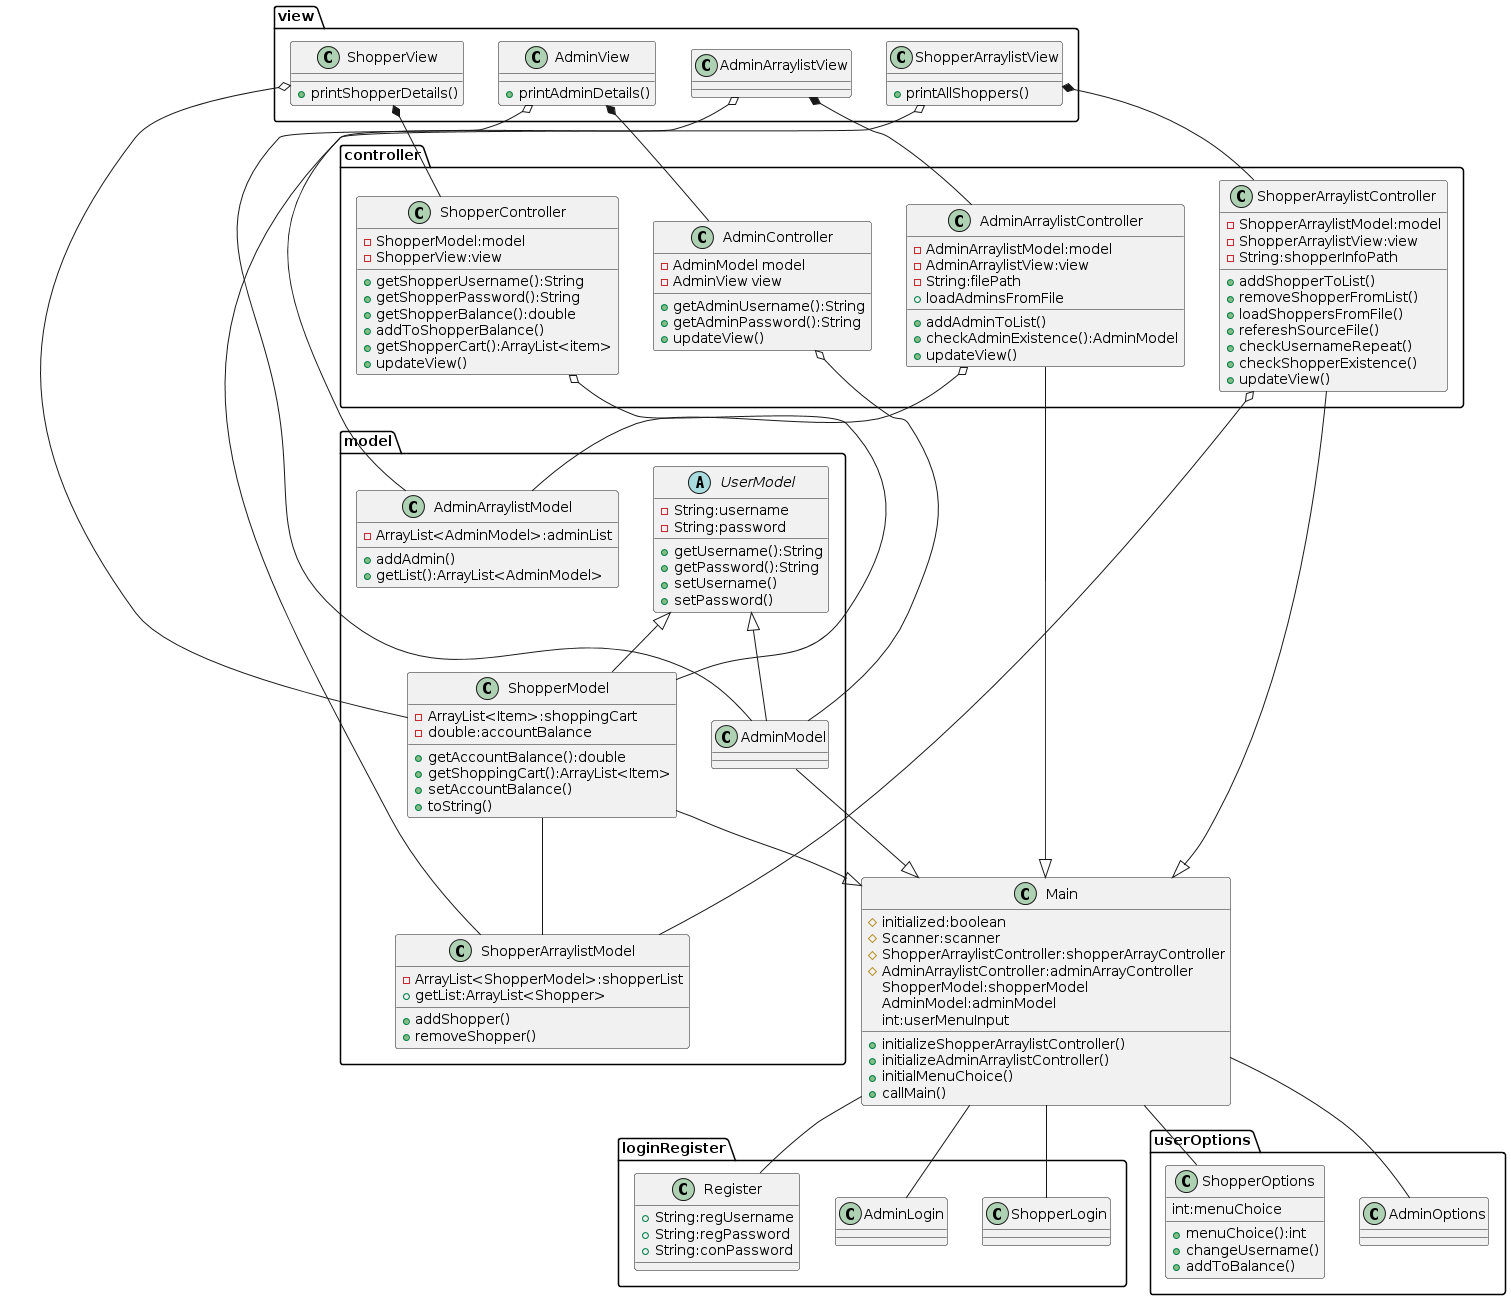 view
C ShopperView
printShopperDetails()
C AdminView
printAdminDetails()
C AdminArraylistView
C ShopperArraylistView
printAllShoppers()
controller
C ShopperController
ShopperModel:model
ShopperView:view
getShopperUsername():String
getShopperPassword():String
getShopperBalance():double
addToShopperBalance()
getShopperCart():ArrayList<item>
updateView()
C AdminController
AdminModel model
AdminView view
getAdminUsername():String
getAdminPassword():String
updateView()
C AdminArraylistController
AdminArraylistModel:model
AdminArraylistView:view
String:filePath
loadAdminsFromFile
addAdminToList()
checkAdminExistence():AdminModel
updateView()
C ShopperArraylistController
ShopperArraylistModel:model
ShopperArraylistView:view
String:shopperInfoPath
addShopperToList()
removeShopperFromList()
loadShoppersFromFile()
refereshSourceFile()
checkUsernameRepeat()
checkShopperExistence()
updateView()
model
C AdminArraylistModel
ArrayList<AdminModel>:adminList
addAdmin()
getList():ArrayList<AdminModel>
A UserModel
String:username
String:password
getUsername():String
getPassword():String
setUsername()
setPassword()
C ShopperModel
ArrayList<Item>:shoppingCart
double:accountBalance
getAccountBalance():double
getShoppingCart():ArrayList<Item>
setAccountBalance()
toString()
C AdminModel
C ShopperArraylistModel
ArrayList<ShopperModel>:shopperList
getList:ArrayList<Shopper>
addShopper()
removeShopper()
C Main
initialized:boolean
Scanner:scanner
ShopperArraylistController:shopperArrayController
AdminArraylistController:adminArrayController
ShopperModel:shopperModel
AdminModel:adminModel
int:userMenuInput
initializeShopperArraylistController()
initializeAdminArraylistController()
initialMenuChoice()
callMain()
loginRegister
C Register
String:regUsername
String:regPassword
String:conPassword
C AdminLogin
C ShopperLogin
userOptions
C ShopperOptions
int:menuChoice
menuChoice():int
changeUsername()
addToBalance()
C AdminOptions